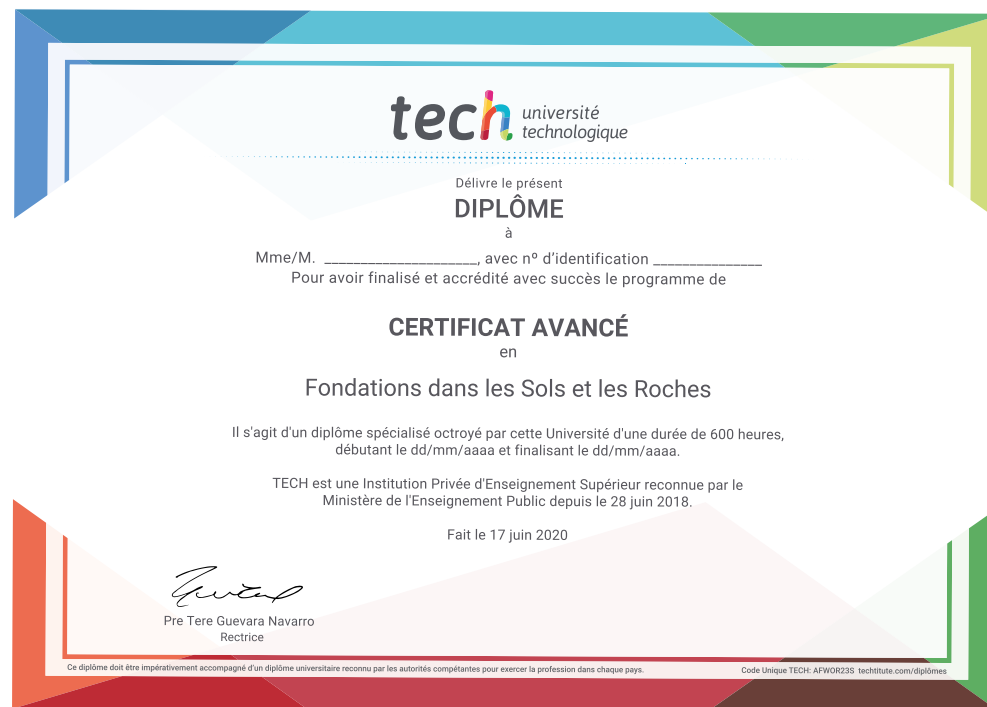 tech université
technologique
Délivre le présent
DIPLÔME
à
Mme/M. _____________________, avec nº d'identification _______________
Pour avoir finalisé et accrédité avec succès le programme de
CERTIFICAT AVANCÉ
en
Fondations dans les Sols et les Roches
Il s'agit d'un diplôme spécialisé octroyé par cette Université d'une durée de 600 heures,
débutant le dd/mm/aaaa et finalisant le dd/mm/aaaa.
TECH est une Institution Privée d'Enseignement Supérieur reconnue par le
Ministère de l'Enseignement Public depuis le 28 juin 2018.
Fait le 17 juin 2020
Pre Tere Guevara Navarro
Rectrice
Ce diplôme doit être impérativement accompagné d'un diplôme universitaire reconnu par les autorités compétantes pour exercer la profession dans chaque pays.
Code Unique TECH: AFWOR23S techtitute.com/diplômes